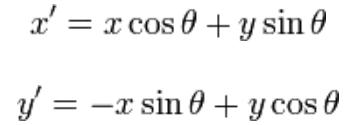 x′ = x cos θ + y sin θ
y′ = −x sin θ + y cos θ